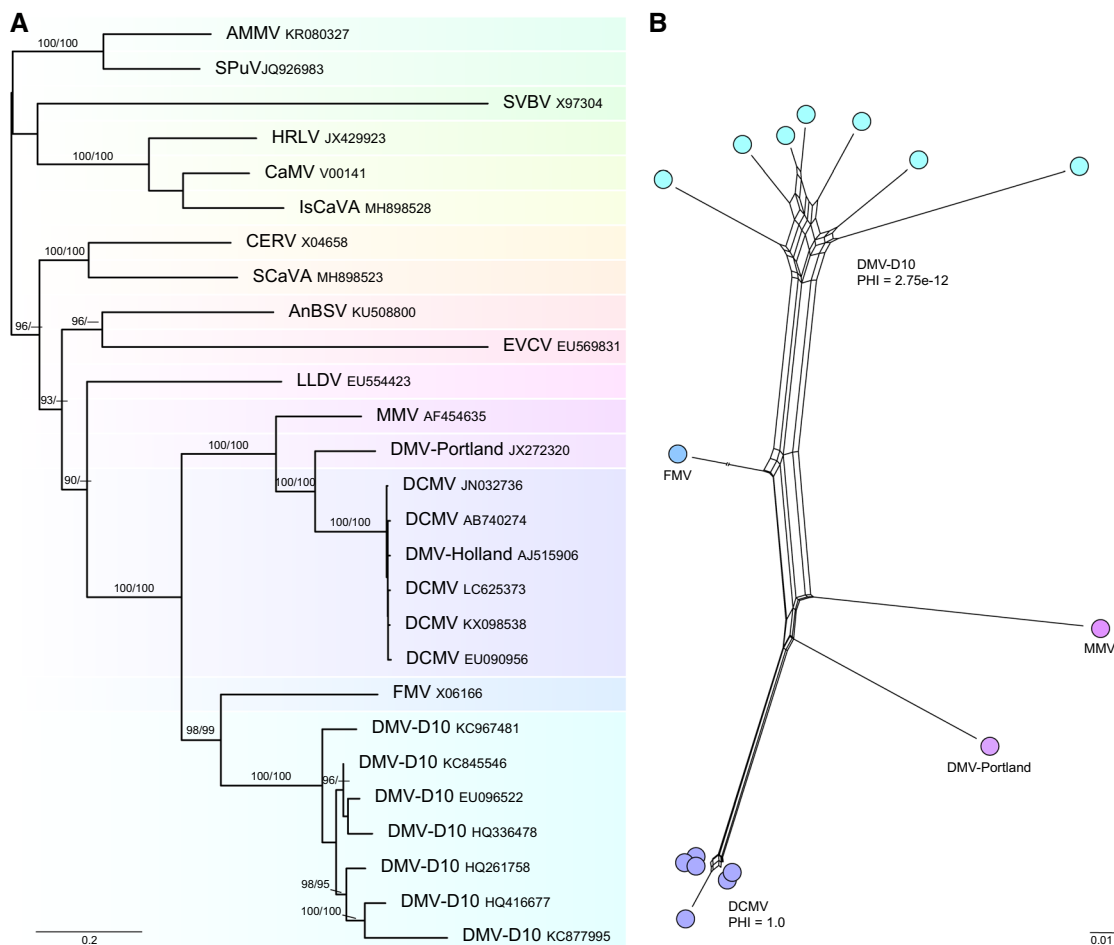 A
AMMV KR080327
100/100
SPuVJQ926983
SVBV X97304
HRLV JX429923
100/100
CaMV V00141
IsCaVA MH898528
CERV X04658
100/100
SCaVA MH898523
AnBSV KU508800
96/—
96/—
EVCV EU569831
LLDV EU554423
93/—
MMV AF454635
100/100
DMV-Portland JX272320
90/—
100/100
DCMV JN032736
DCMV AB740274
100/100
DMV-Holland AJ515906
DCMV LC625373
100/100
DCMV KX098538
DCMV EU090956
FMV X06166
98/99
DMV-D10 KC967481
DMV-D10 KC845546
100/100
96/—
DMV-D10 EU096522
DMV-D10 HQ336478
DMV-D10 HQ261758
98/95
DMV-D10 HQ416677
100/100
DMV-D10 KC877995
0.2
B
DMV-D10
PHI = 2.75e-12
FMV
MMV
DMV-Portland
DCMV
PHI = 1.0
0.01